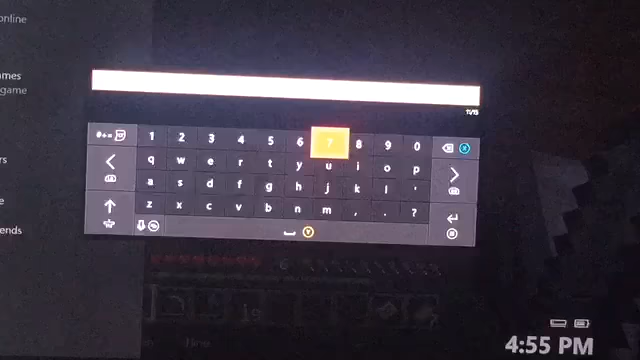 online
mes
game
11/15
#+=
1 2 3 4 5 6 7 8 9 0
q w e r t y u i o p
a s d f g h j k l '
z x c v b n m , . ?
Y
rs
e
ends
4:55 PM